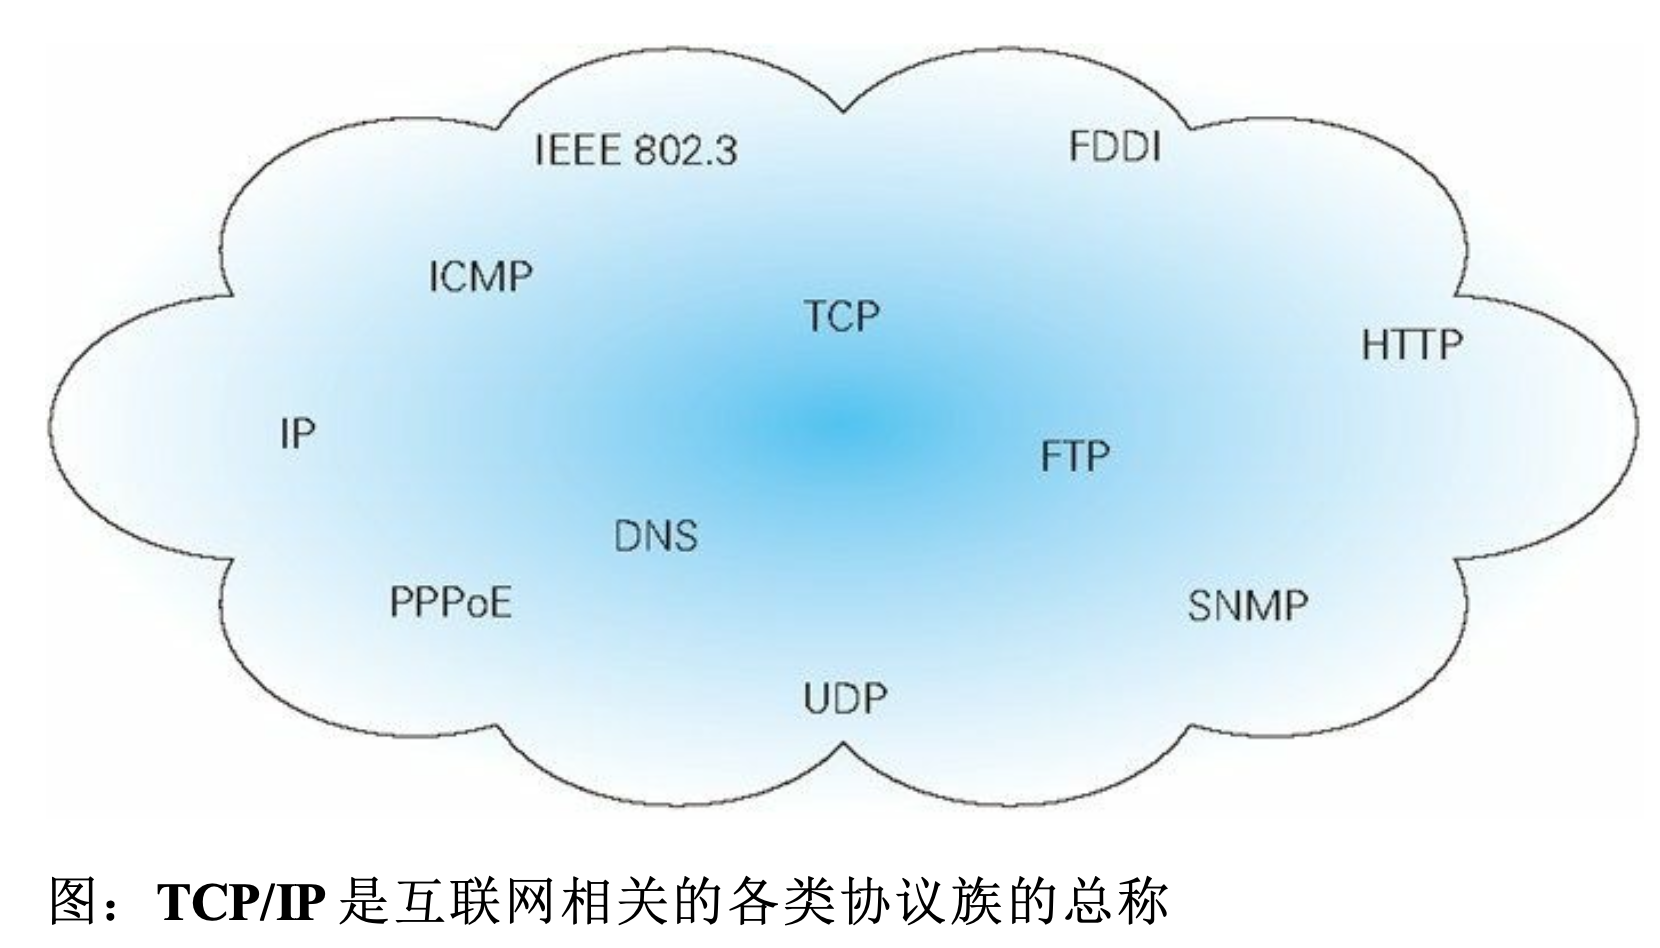 IEEE 802.3
FDDI
ICMP
TCP
HTTP
IP
FTP
DNS
PPPoE
SNMP
UDP
图：TCP/IP 是互联网相关的各类协议族的总称